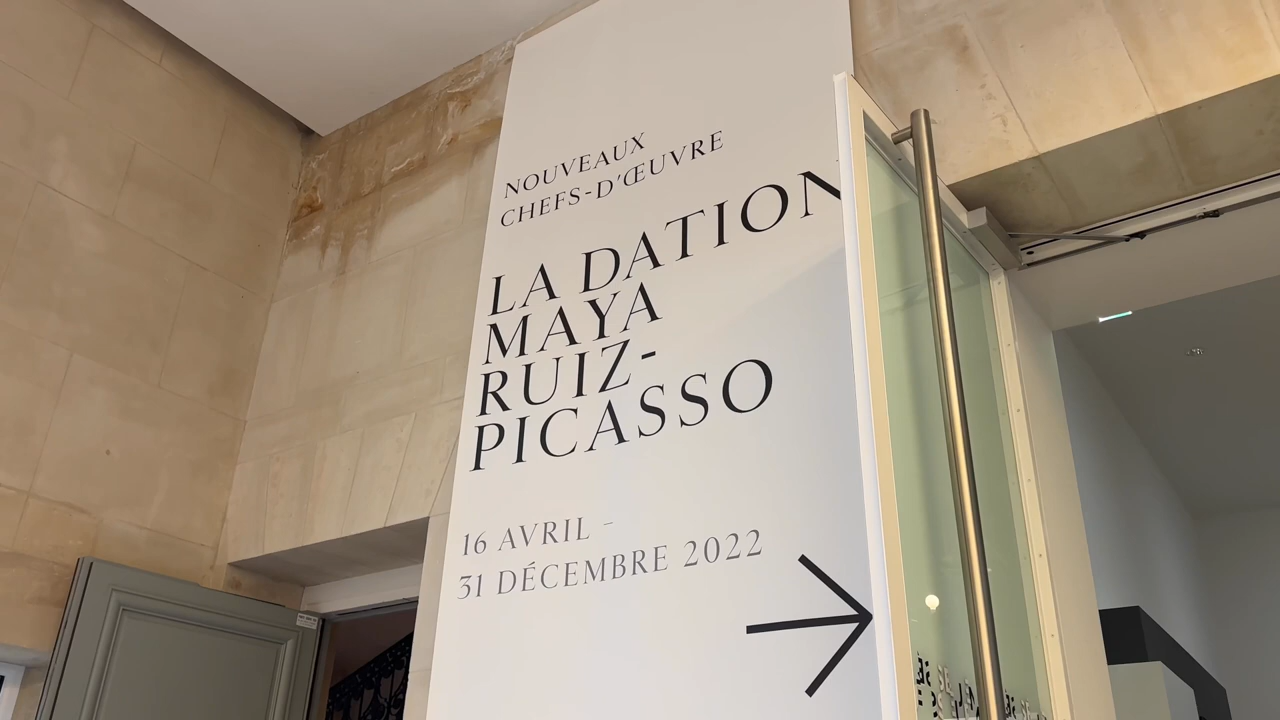 NOUVEAUX
CHEFS-D'ŒUVRE
LA DATION
MAYA
RUIZ-
PICASSO
16 AVRIL -
31 DÉCEMBRE 2022